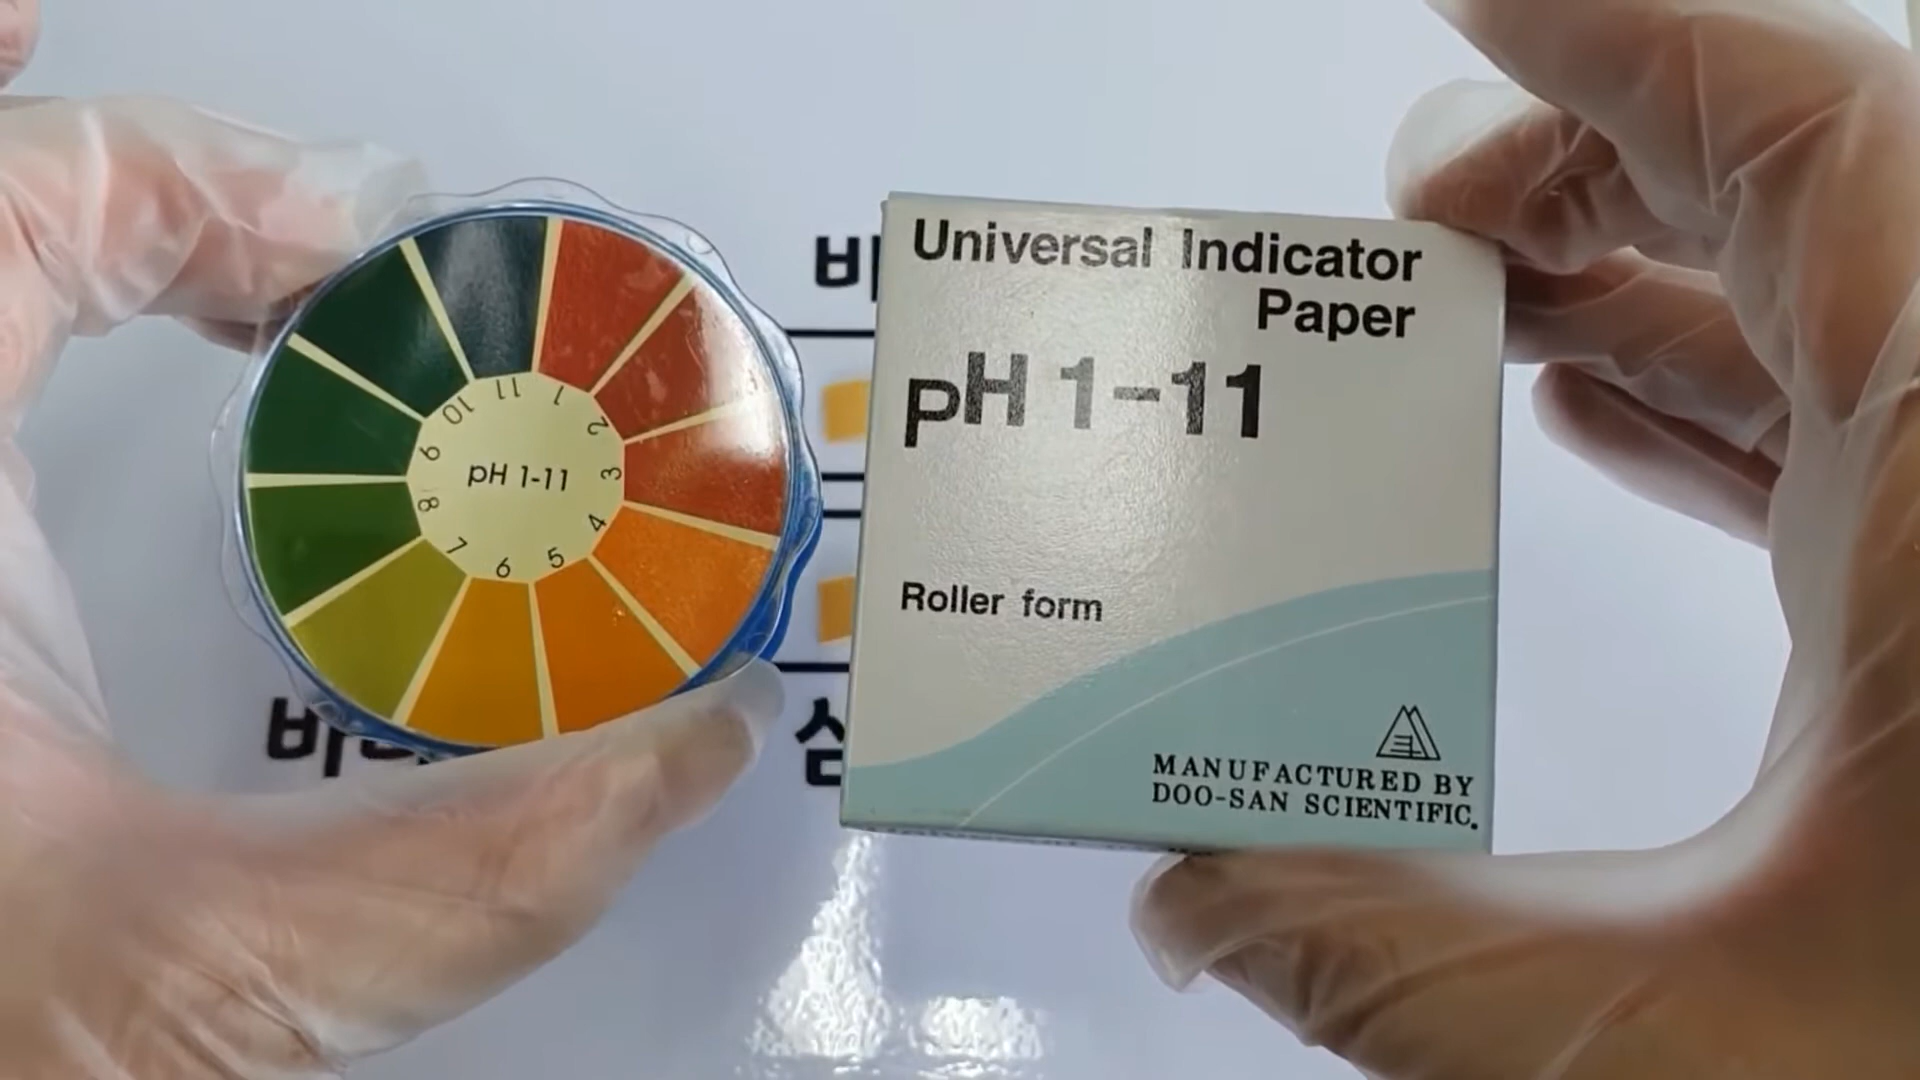 11
1
2
3
4
5
6
7
8
9
10
pH 1-11
Universal Indicator
Paper
pH 1-11
Roller form
MANUFACTURED BY
DOO-SAN SCIENTIFIC.